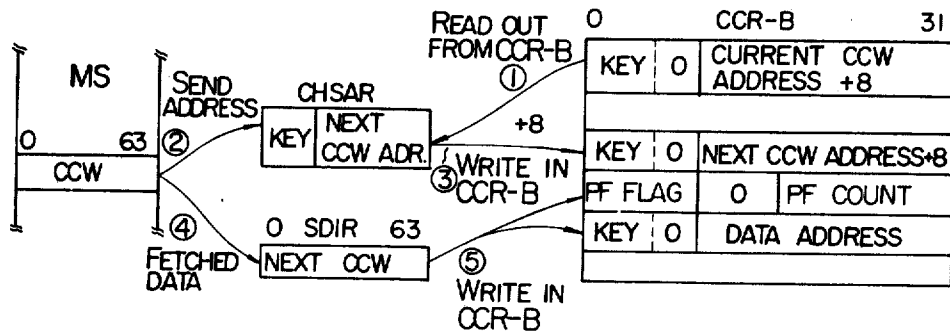 0 CCR-B 31
READ OUT
FROM CCR-B
①
KEY 0 CURRENT CCW
ADDRESS +8
MS
SEND
ADDRESS
②
CHSAR
KEY NEXT
CCW ADR.
+8
③ WRITE IN
CCR-B
KEY 0 NEXT CCW ADDRESS+8
PF FLAG 0 PF COUNT
KEY 0 DATA ADDRESS
0 63
CCW
④
FETCHED
DATA
0 SDIR 63
NEXT CCW
⑤
WRITE IN
CCR-B